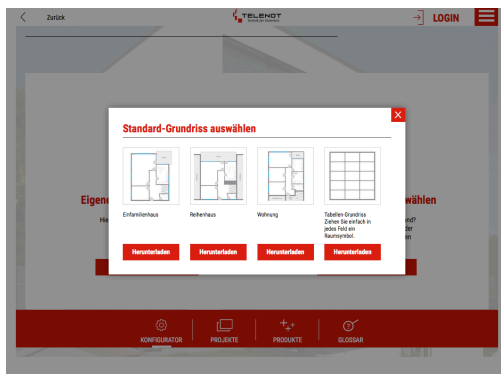 Zurück
TELENOT
LOGIN
Standard-Grundriss auswählen
Einfamilienhaus
Reihenhaus
Wohnung
Tabellen-Grundriss
Ziehen Sie einfach in
jedes Feld ein
Raumsymbol.
Herunterladen
Herunterladen
Herunterladen
Herunterladen
Eigene
wählen
Hie
KONFIGURATOR
PROJEKTE
PRODUKTE
GLOSSAR